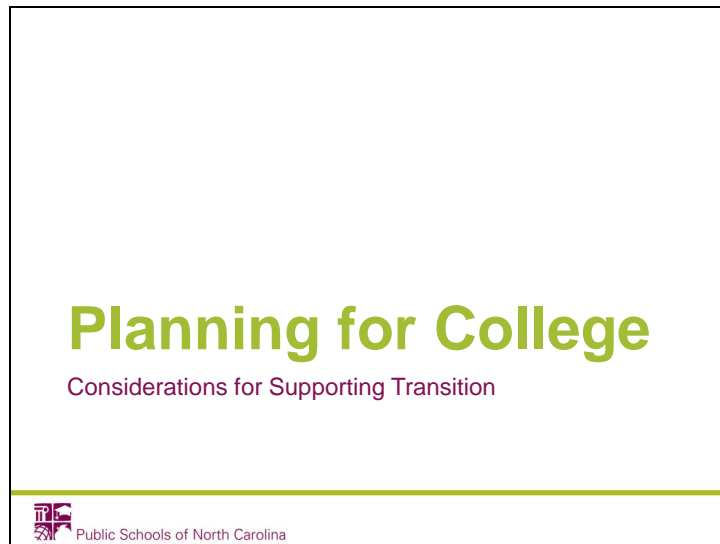 Planning for College
Considerations for Supporting Transition
Public Schools of North Carolina